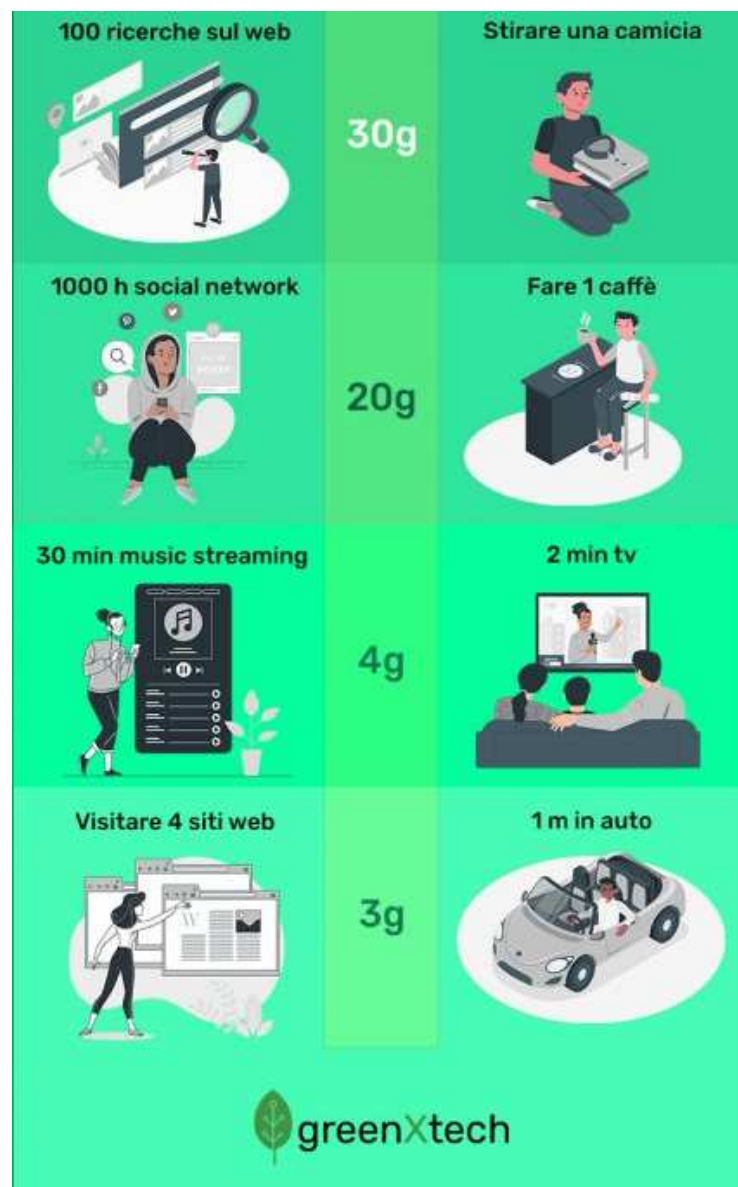 100 ricerche sul web
30g
Stirare una camicia
1000 h social network
20g
Fare 1 caffè
30 min music streaming
4g
2 min tv
Visitare 4 siti web
W
3g
1 m in auto
greenXtech